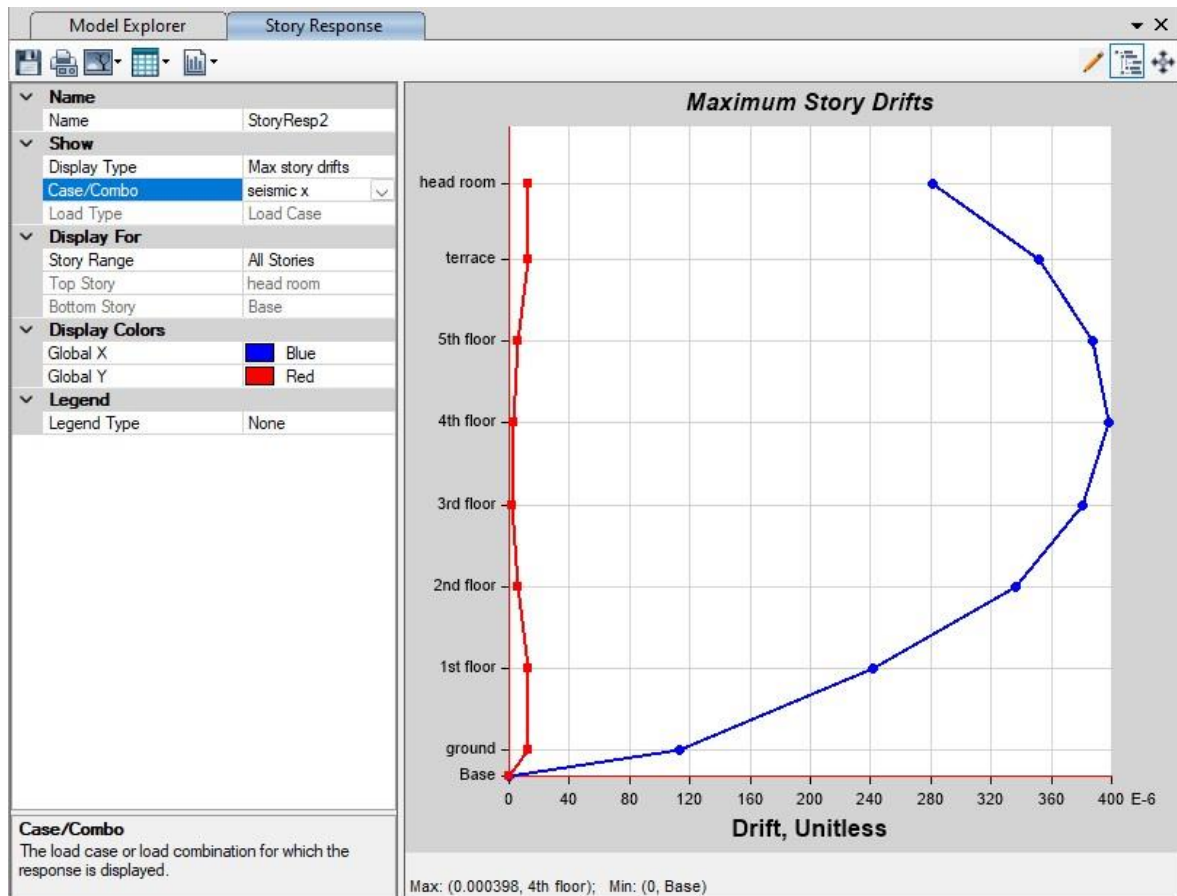 Model Explorer
Story Response
Name
Name StoryResp2
Show
Display Type Max story drifts
Case/Combo seismic x
Load Type Load Case
Display For
Story Range All Stories
Top Story head room
Bottom Story Base
Display Colors
Global X Blue
Global Y Red
Legend
Legend Type None
Case/Combo
The load case or load combination for which the
response is displayed.
Maximum Story Drifts
head room
terrace
5th floor
4th floor
3rd floor
2nd floor
1st floor
ground
Base
0 40 80 120 160 200 240 280 320 360 400 E-6
Drift, Unitless
Max: (0.000398, 4th floor); Min: (0, Base)